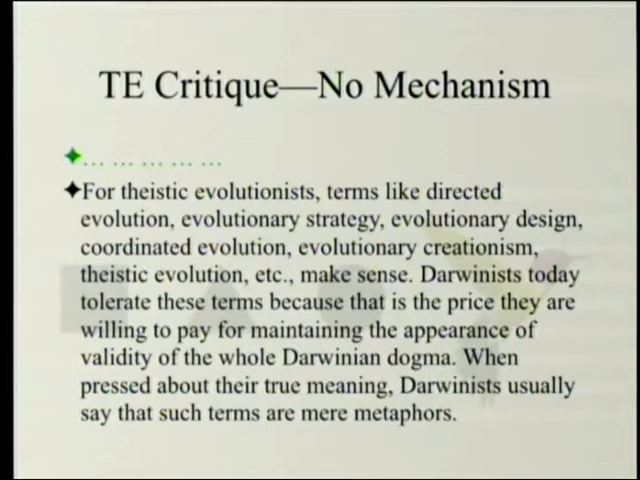 TE Critique—No Mechanism
… … … … …
For theistic evolutionists, terms like directed
evolution, evolutionary strategy, evolutionary design,
coordinated evolution, evolutionary creationism,
theistic evolution, etc., make sense. Darwinists today
tolerate these terms because that is the price they are
willing to pay for maintaining the appearance of
validity of the whole Darwinian dogma. When
pressed about their true meaning, Darwinists usually
say that such terms are mere metaphors.